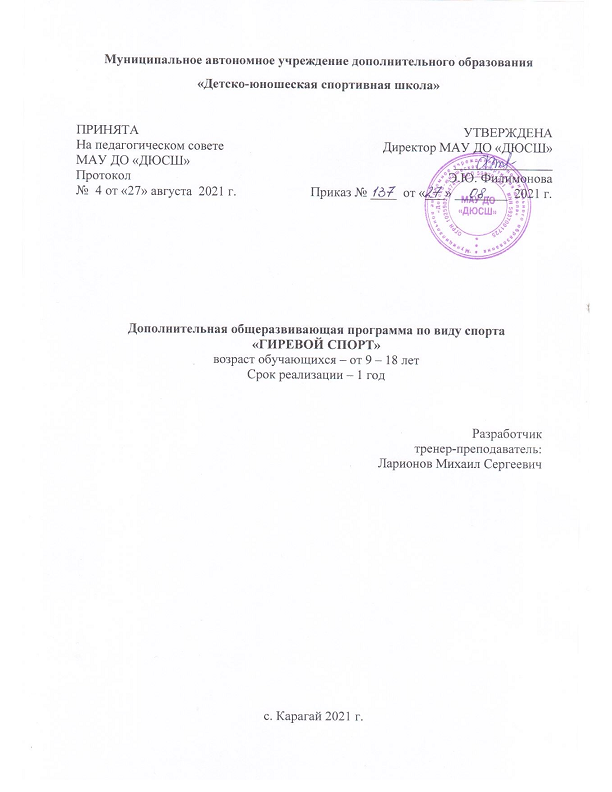 Муниципальное автономное учреждение дополнительного образования
«Детско-юношеская спортивная школа»
ПРИНЯТА
На педагогическом совете
МАУ ДО «ДЮСШ»
Протокол
№ 4 от «27» августа 2021 г.
УТВЕРЖДЕНА
Директор МАУ ДО «ДЮСШ»
Э.Ю. Филимонова
Приказ № 137 от «27» 08 2021 г.
МАУ ДО
«ДЮСШ»
Дополнительная общеразвивающая программа по виду спорта
«ГИРЕВОЙ СПОРТ»
возраст обучающихся – от 9 – 18 лет
Срок реализации – 1 год
Разработчик
тренер-преподаватель:
Ларионов Михаил Сергеевич
с. Карагай 2021 г.